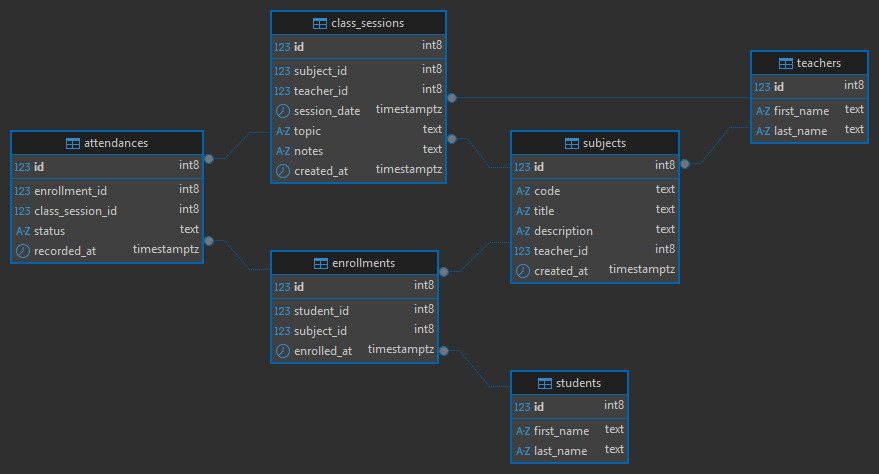 class_sessions
123 id int8
123 subject_id int8
123 teacher_id int8
session_date timestamptz
A-Z topic text
A-Z notes text
created_at timestamptz
teachers
123 id int8
A-Z first_name text
A-Z last_name text
attendances
123 id int8
123 enrollment_id int8
123 class_session_id int8
A-Z status text
recorded_at timestamptz
subjects
123 id int8
A-Z code text
A-Z title text
A-Z description text
123 teacher_id int8
created_at timestamptz
enrollments
123 id int8
123 student_id int8
123 subject_id int8
enrolled_at timestamptz
students
123 id int8
A-Z first_name text
A-Z last_name text